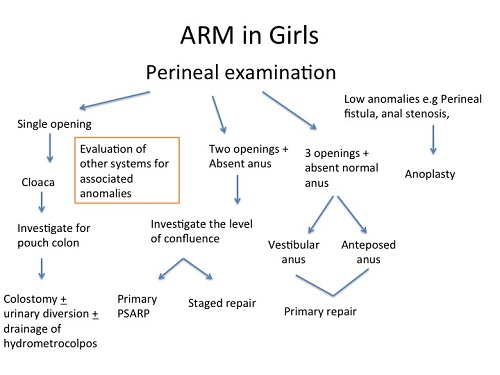 ARM in Girls
Perineal examination
Low anomalies e.g Perineal
fistula, anal stenosis,
Single opening
Evaluation of
other systems for
associated
anomalies
Two openings +
Absent anus
3 openings +
absent normal
anus
Anoplasty
Cloaca
Investigate for
pouch colon
Investigate the level
of confluence
Vestibular
anus
Anteposed
anus
Colostomy ±
urinary diversion ±
drainage of
hydrometrocolpos
Primary
PSARP
Staged repair
Primary repair